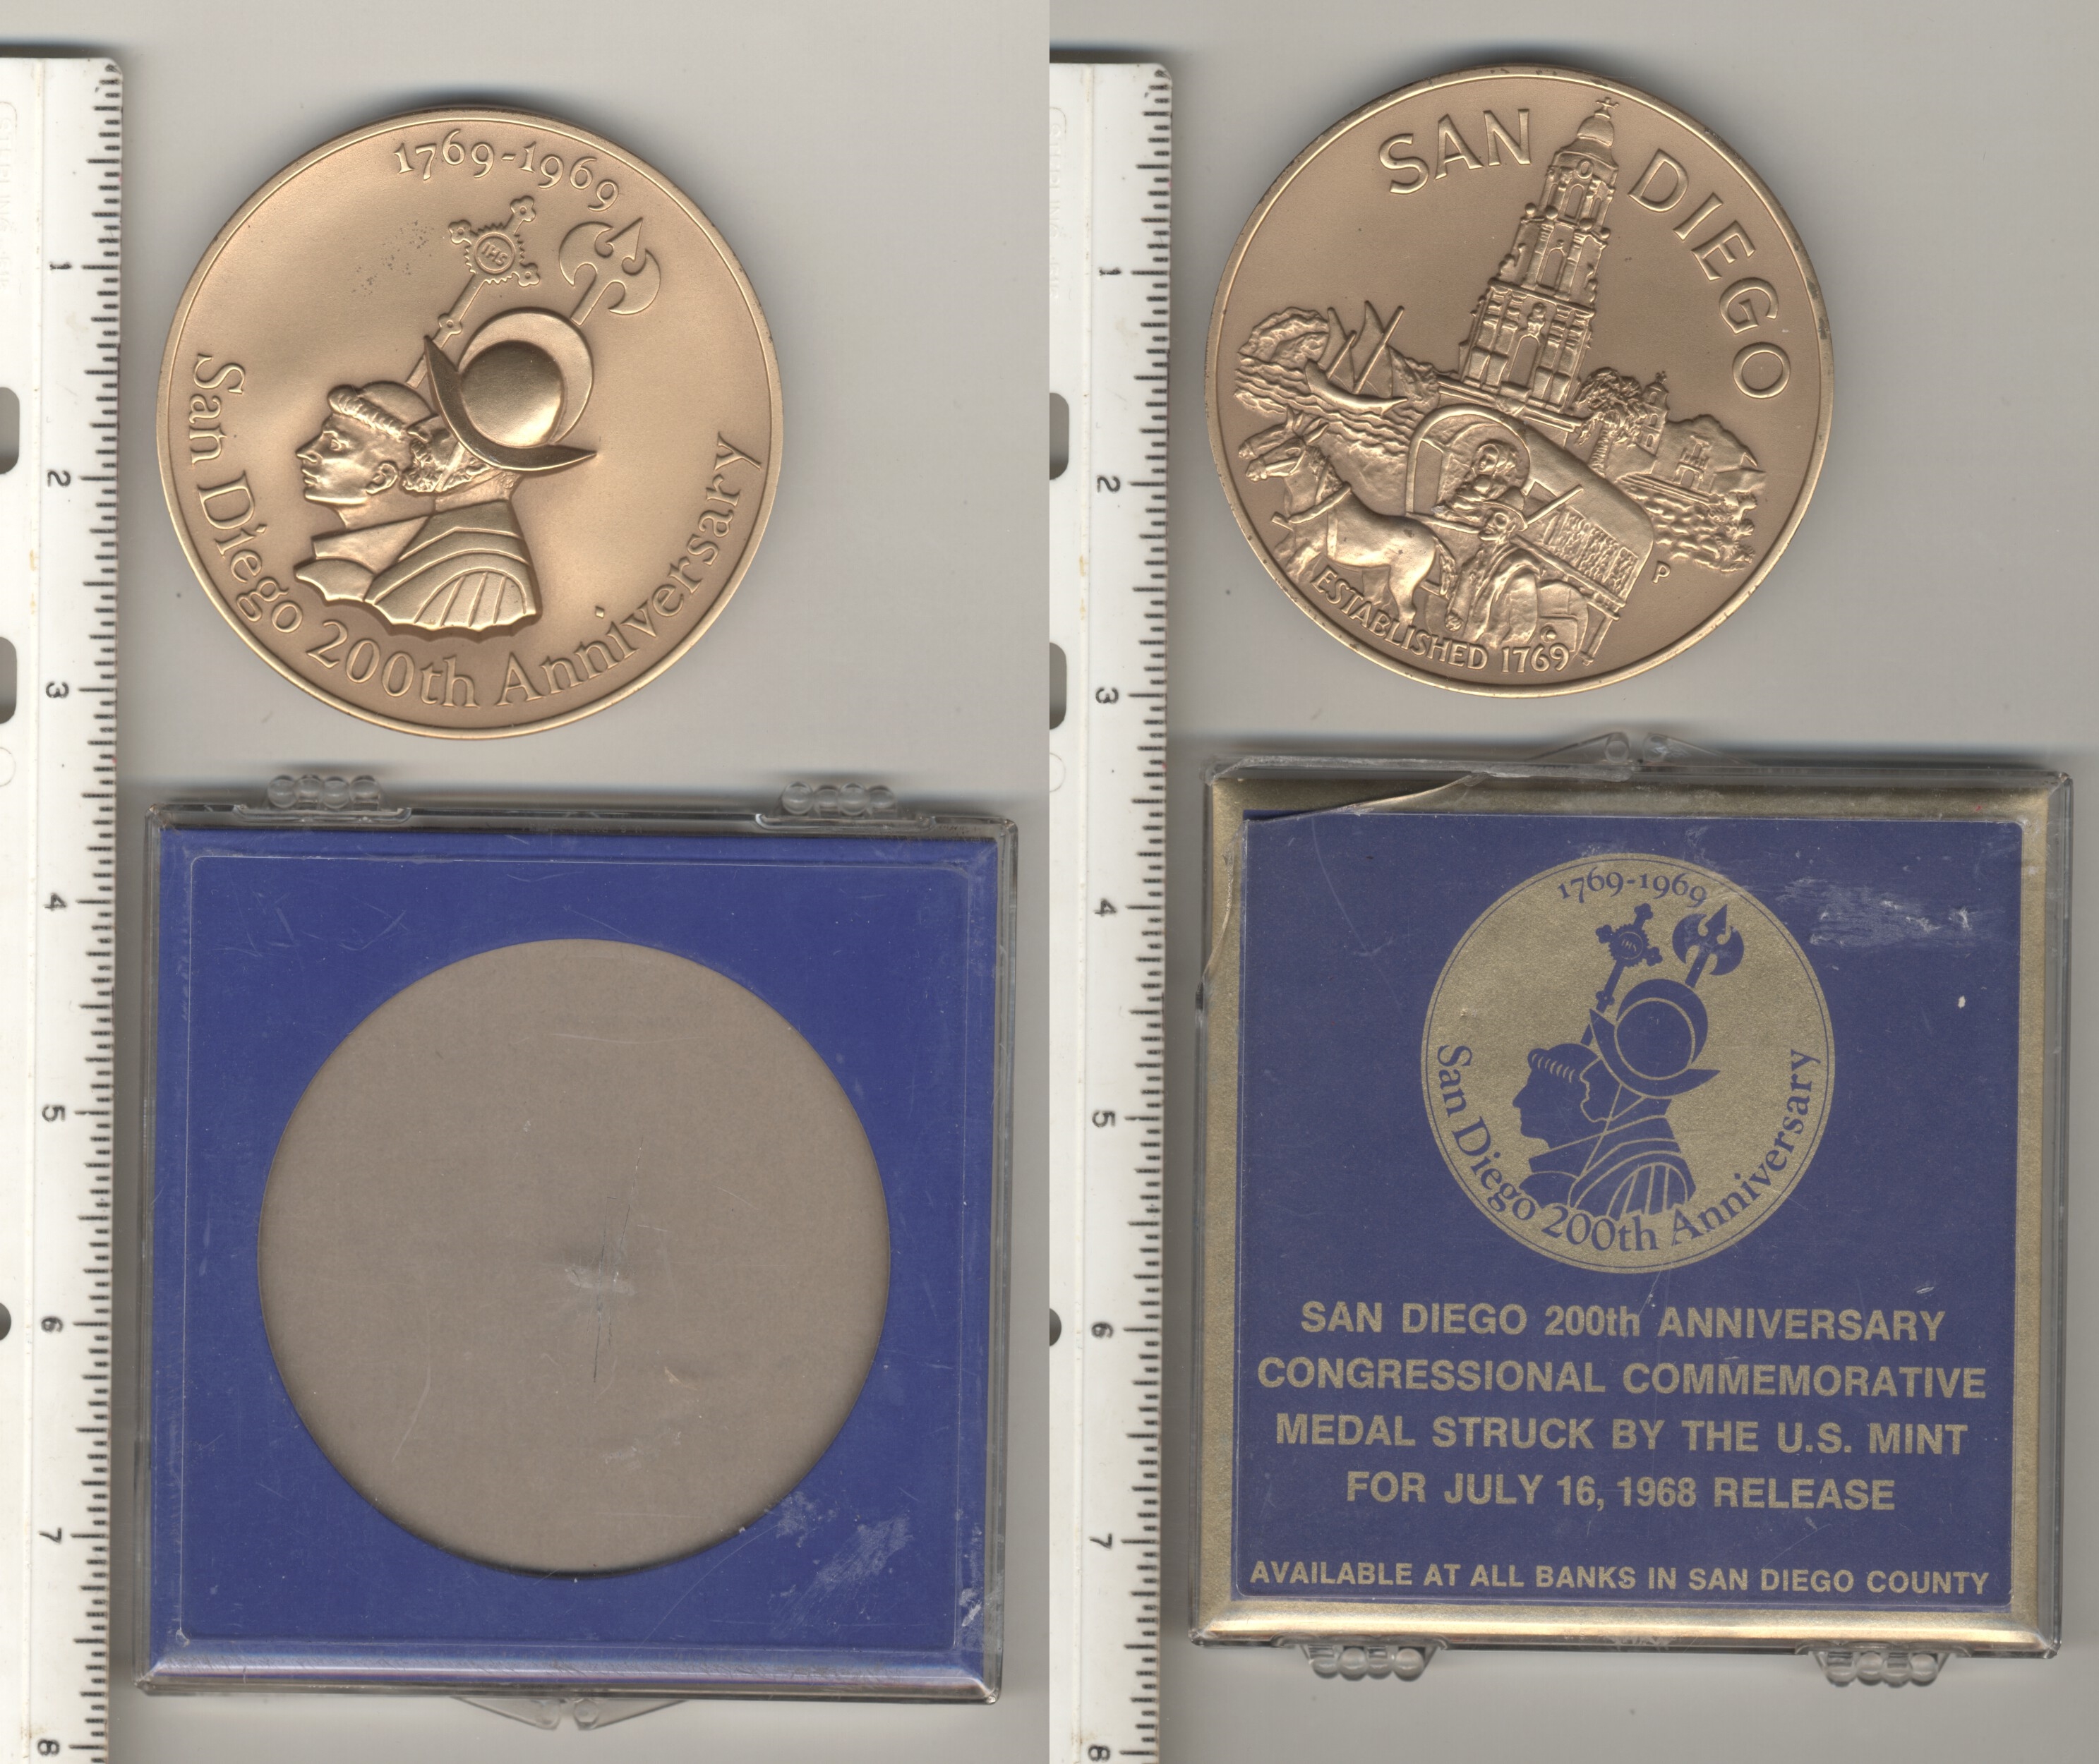 1769-1969
IHS
San Diego 200th Anniversary
1
2
3
4
5
6
7
8
SAN DIEGO
P
ESTABLISHED 1769
1
2
3
4
5
6
7
8
1769-1969
IHS
San Diego 200th Anniversary
SAN DIEGO 200th ANNIVERSARY
CONGRESSIONAL COMMEMORATIVE
MEDAL STRUCK BY THE U.S. MINT
FOR JULY 16, 1968 RELEASE
AVAILABLE AT ALL BANKS IN SAN DIEGO COUNTY